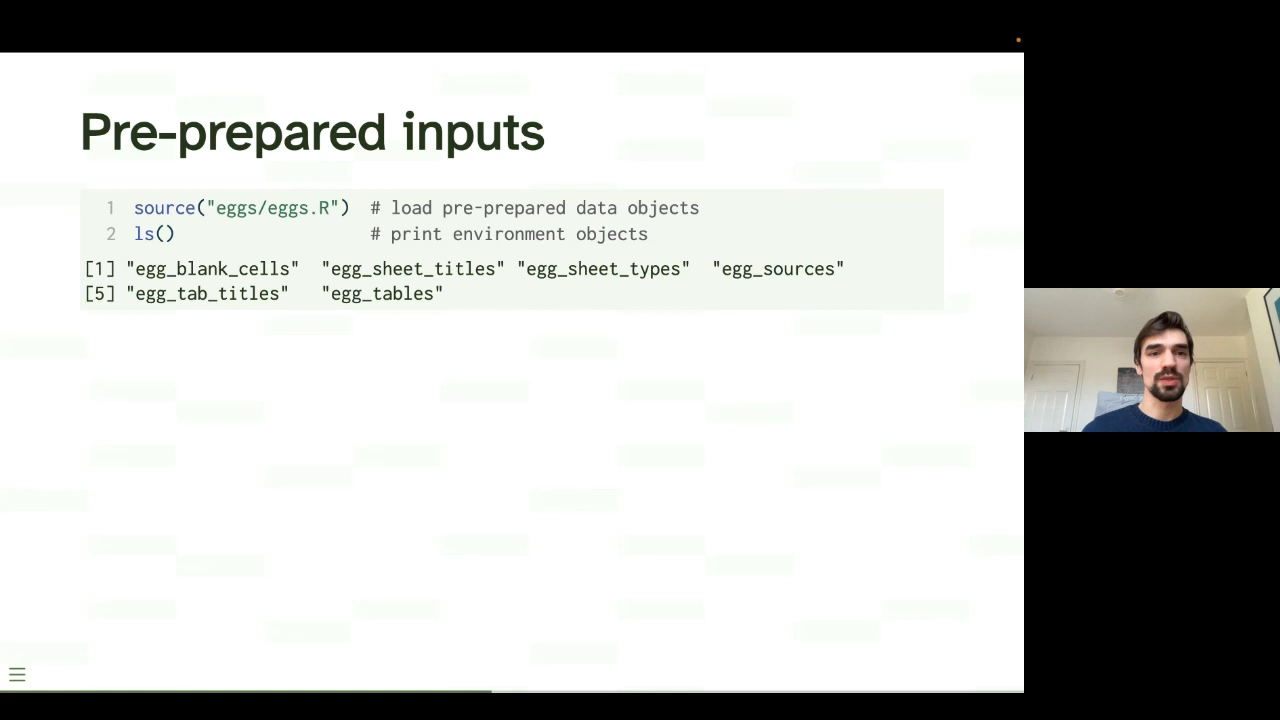 Pre-prepared inputs
1 source("eggs/eggs.R")  # load pre-prepared data objects
2 ls()                   # print environment objects
[1] "egg_blank_cells"  "egg_sheet_titles" "egg_sheet_types"  "egg_sources"
[5] "egg_tab_titles"   "egg_tables"